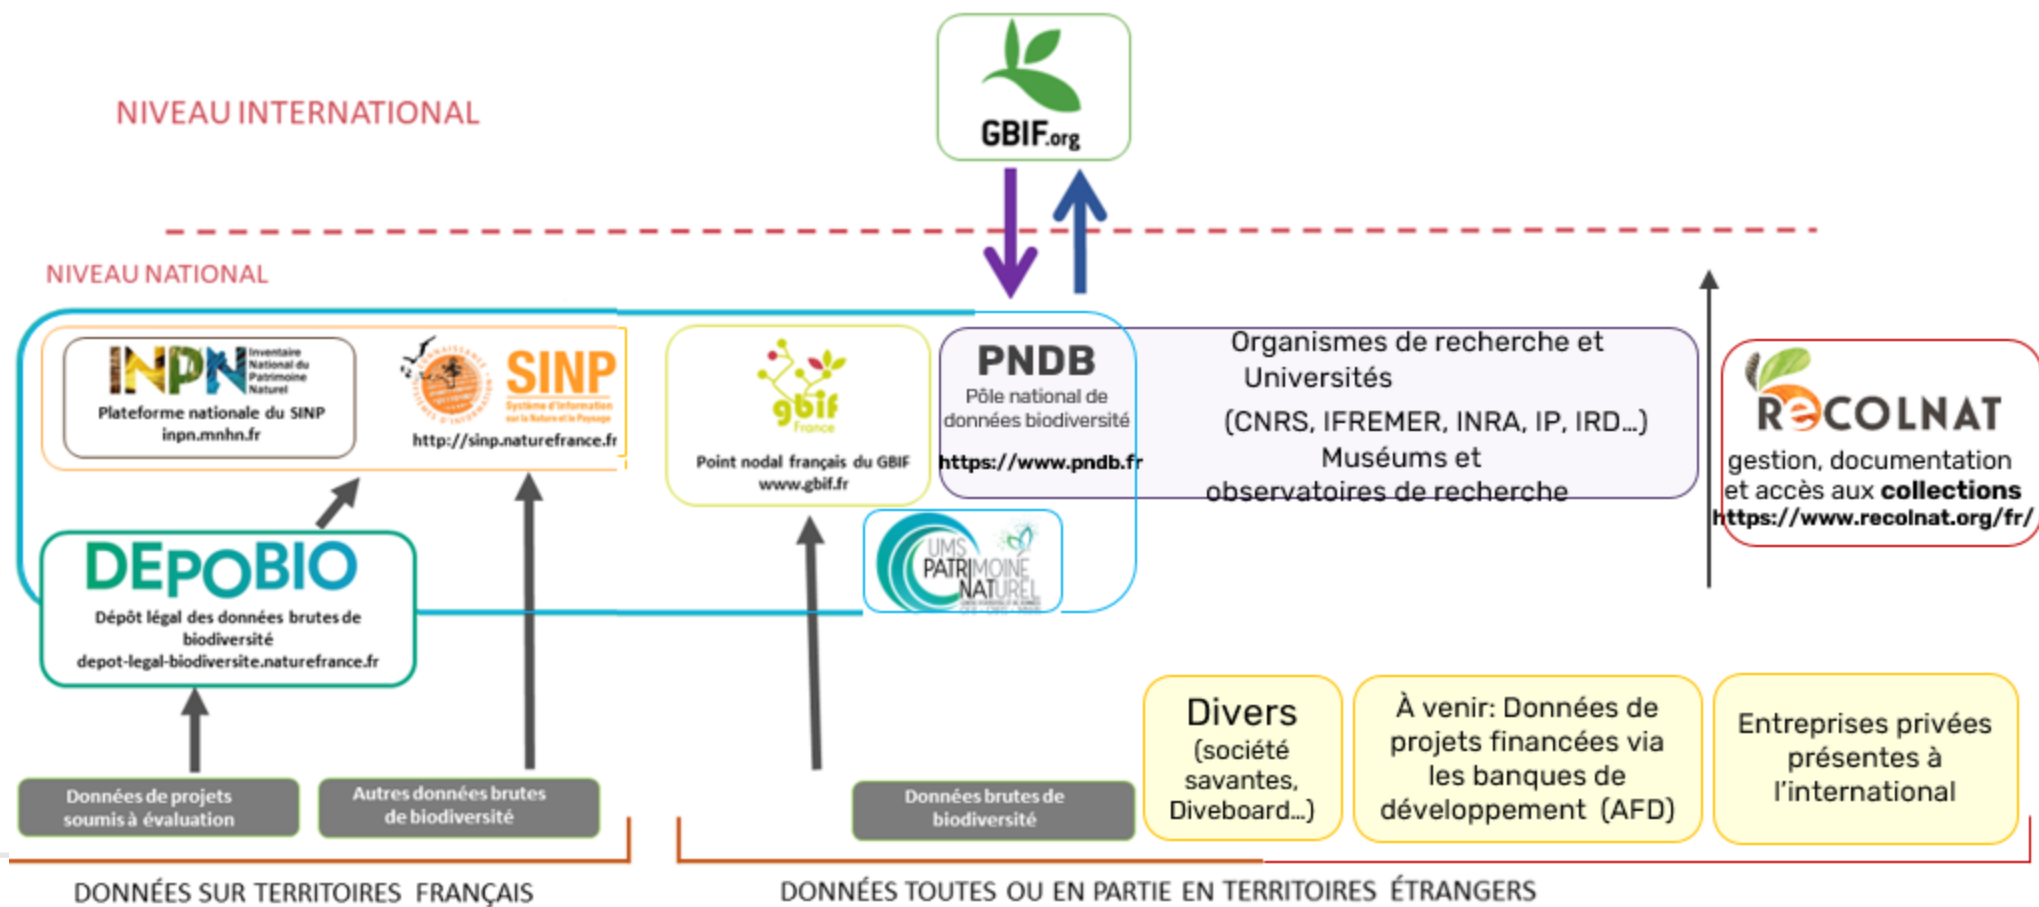 GBIF.org
NIVEAU INTERNATIONAL
NIVEAU NATIONAL
INPN
Inventaire
National du
Patrimoine
Naturel
Plateforme nationale du SINP
inpn.mnhn.fr
SINP
Système d'Information
sur la Nature et le Paysage
http://sinp.naturefrance.fr
gbif
France
Point nodal français du GBIF
www.gbif.fr
PNDB
Pôle national de
données biodiversité
https://www.pndb.fr
Organismes de recherche et
Universités
(CNRS, IFREMER, INRA, IP, IRD…)
Muséums et
observatoires de recherche
ReCOLNAT
gestion, documentation
et accès aux collections
https://www.recolnat.org/fr/
DEPOBIO
Dépôt légal des données brutes de
biodiversité
depot-legal-biodiversite.naturefrance.fr
UMS
PATRIMOINE
NATUREL
Données de projets
soumis à évaluation
Autres données brutes
de biodiversité
Données brutes de
biodiversité
Divers
(société
savantes,
Diveboard…)
À venir: Données de
projets financées via
les banques de
développement (AFD)
Entreprises privées
présentes à
l'international
DONNÉES SUR TERRITOIRES FRANÇAIS
DONNÉES TOUTES OU EN PARTIE EN TERRITOIRES ÉTRANGERS